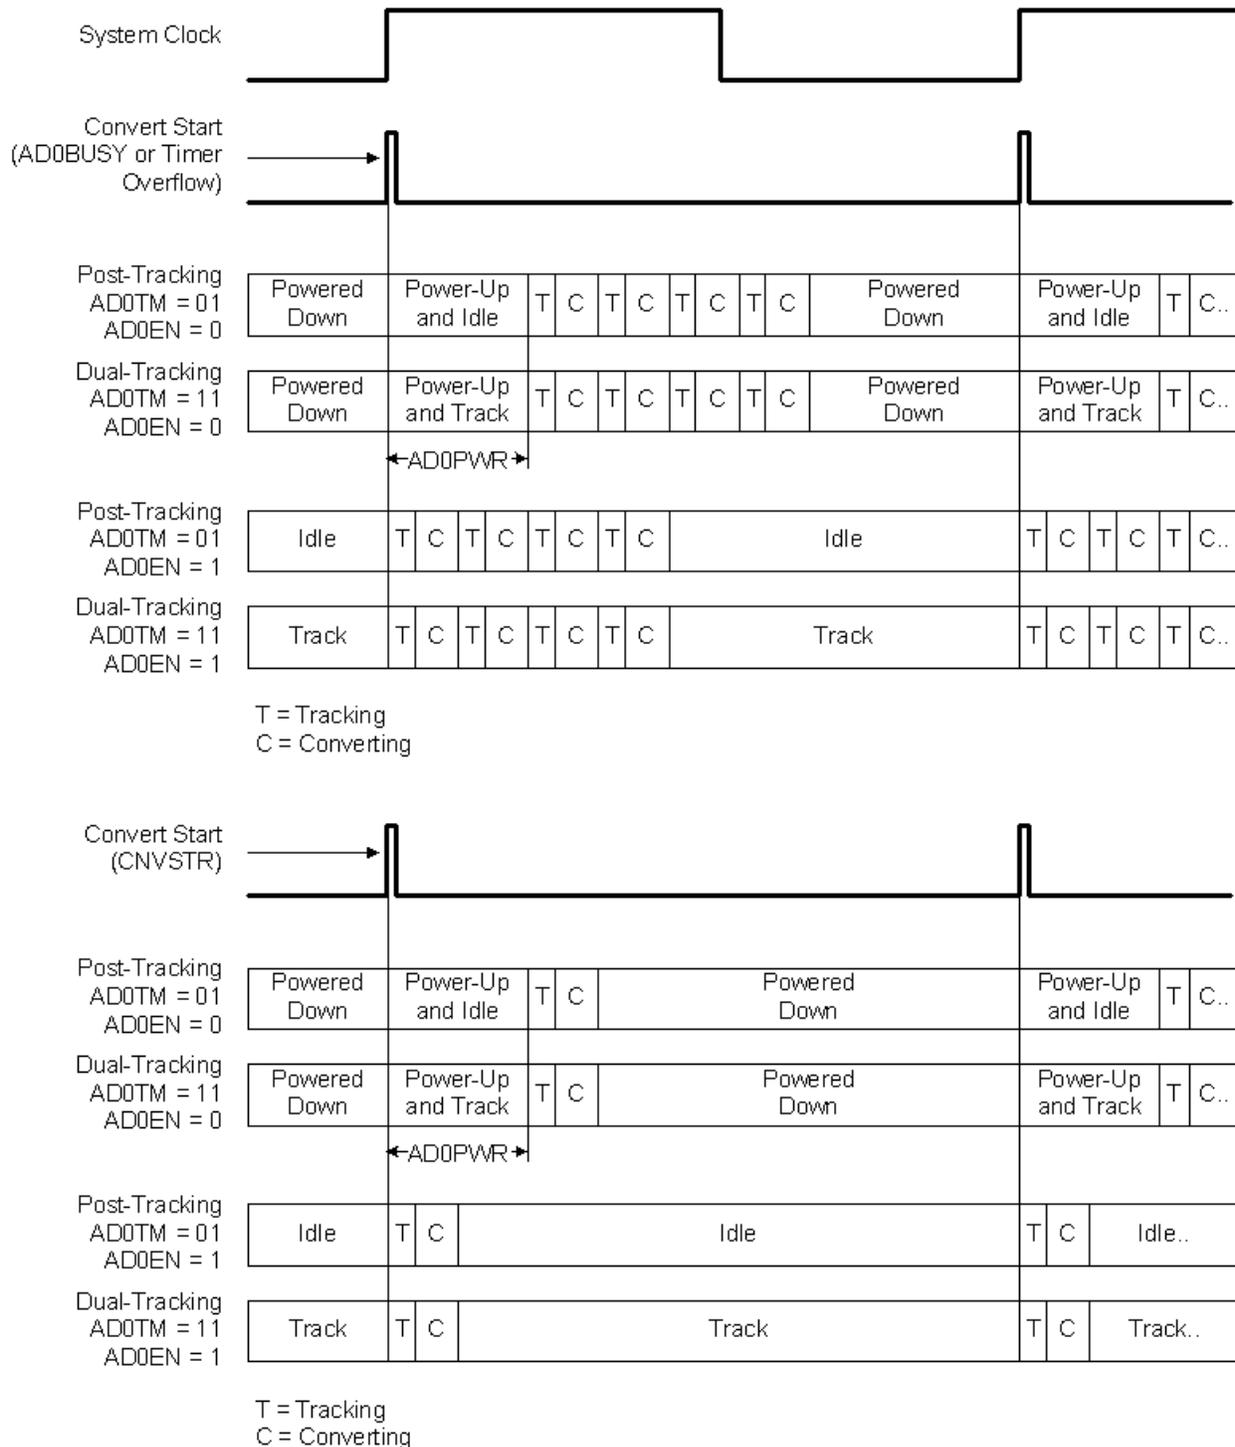 System Clock
Convert Start
(AD0BUSY or Timer
Overflow)
Post-Tracking
AD0TM = 01
AD0EN = 0
Powered
Down
Power-Up
and Idle
T C T C T C T C
Powered
Down
Power-Up
and Idle
T C..
Dual-Tracking
AD0TM = 11
AD0EN = 0
Powered
Down
Power-Up
and Track
T C T C T C T C
Powered
Down
Power-Up
and Track
T C..
AD0PWR
Post-Tracking
AD0TM = 01
AD0EN = 1
Idle T C T C T C T C Idle T C T C T C..
Dual-Tracking
AD0TM = 11
AD0EN = 1
Track T C T C T C T C Track T C T C T C..
T = Tracking
C = Converting
Convert Start
(CNVSTR)
Post-Tracking
AD0TM = 01
AD0EN = 0
Powered
Down
Power-Up
and Idle
T C
Powered
Down
Power-Up
and Idle
T C..
Dual-Tracking
AD0TM = 11
AD0EN = 0
Powered
Down
Power-Up
and Track
T C
Powered
Down
Power-Up
and Track
T C..
AD0PWR
Post-Tracking
AD0TM = 01
AD0EN = 1
Idle T C Idle T C Idle..
Dual-Tracking
AD0TM = 11
AD0EN = 1
Track T C Track T C Track..
T = Tracking
C = Converting